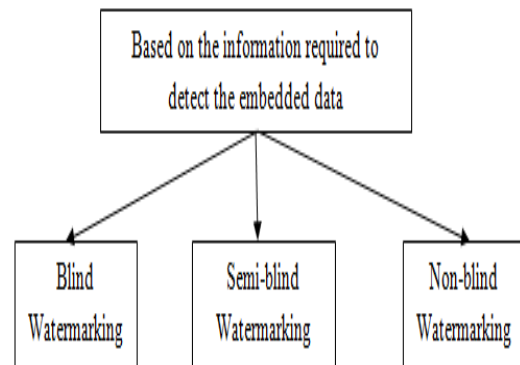 Based on the information required to
detect the embedded data
Blind
Watermarking
Semi-blind
Watermarking
Non-blind
Watermarking